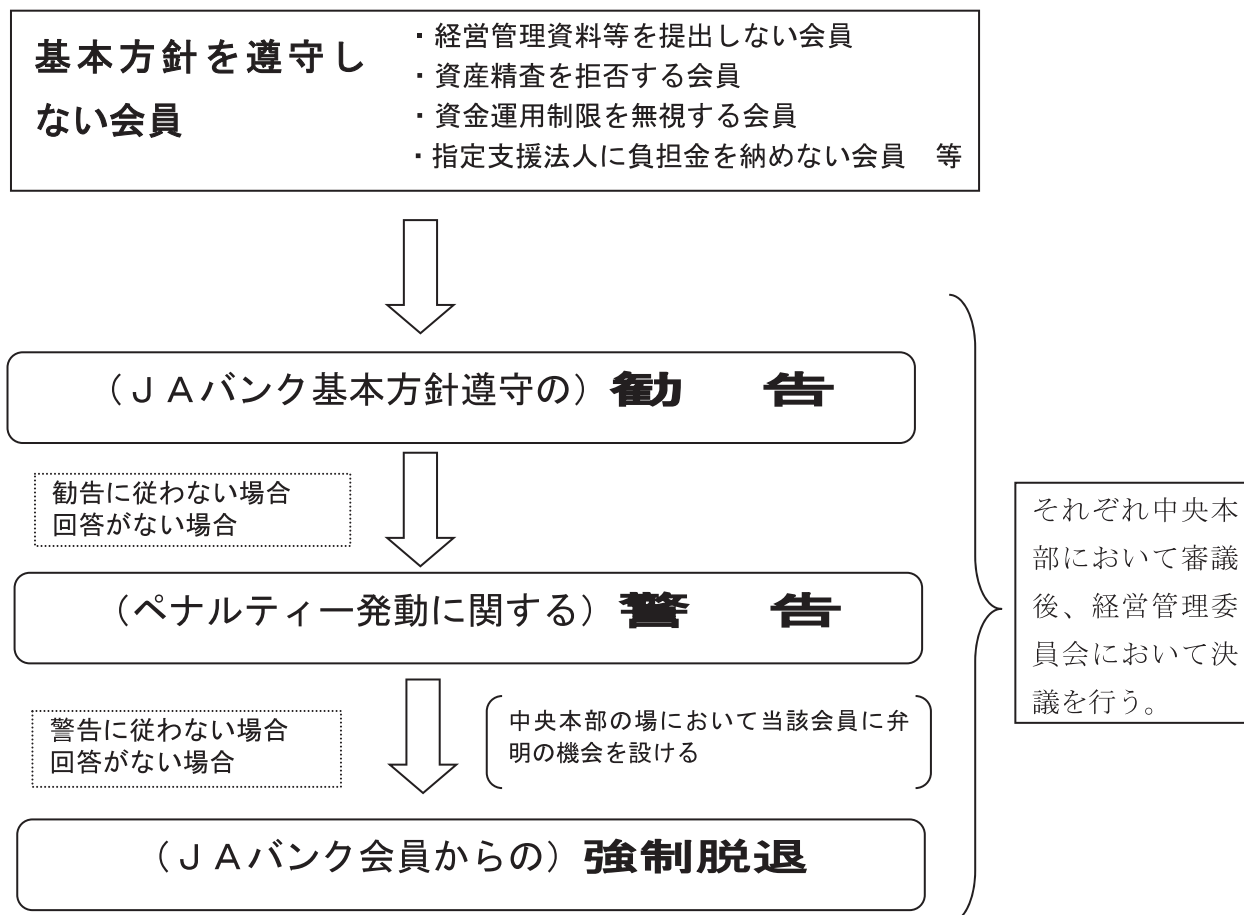 基本方針を遵守し
ない会員
・経営管理資料等を提出しない会員
・資産精査を拒否する会員
・資金運用制限を無視する会員
・指定支援法人に負担金を納めない会員　等
（ＪＡバンク基本方針遵守の）勧　告
勧告に従わない場合
回答がない場合
（ペナルティー発動に関する）警　告
警告に従わない場合
回答がない場合
中央本部の場において当該会員に弁
明の機会を設ける
（ＪＡバンク会員からの）強制脱退
それぞれ中央本
部において審議
後、経営管理委
員会において決
議を行う。